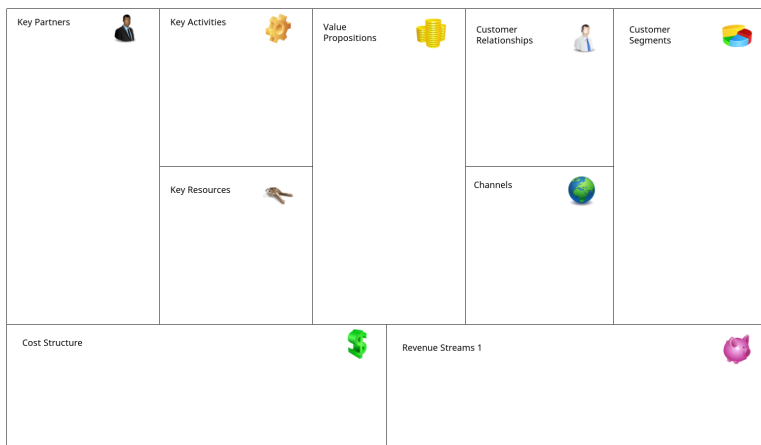 Key Partners
Key Activities
Value
Propositions
Customer
Relationships
Customer
Segments
Key Resources
Channels
Cost Structure
Revenue Streams 1